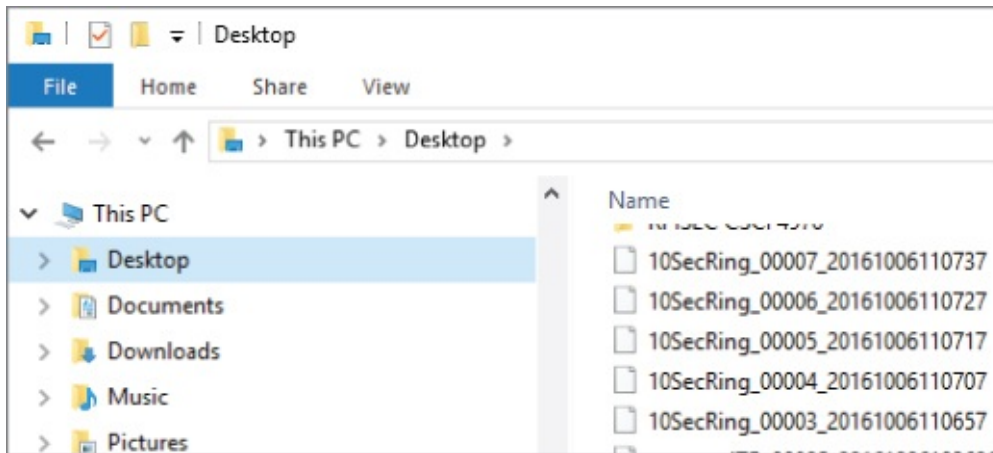 Desktop
File Home Share View
This PC > Desktop >
This PC
Desktop
Documents
Downloads
Music
Pictures
Name
10SecRing_00007_20161006110737
10SecRing_00006_20161006110727
10SecRing_00005_20161006110717
10SecRing_00004_20161006110707
10SecRing_00003_20161006110657